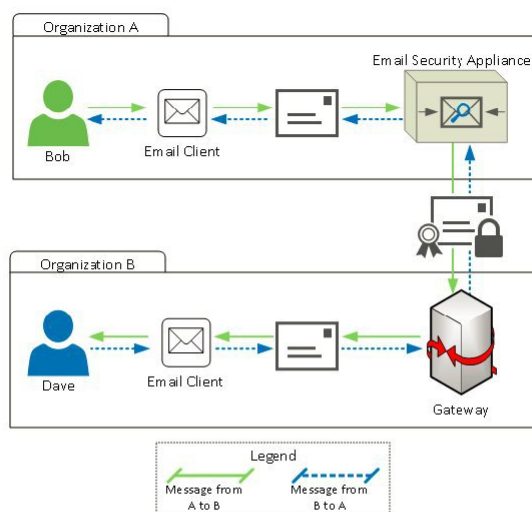 Organization A
Email Security Appliance
Bob
Email Client
Organization B
Dave
Email Client
Gateway
Legend
Message from
A to B
Message from
B to A